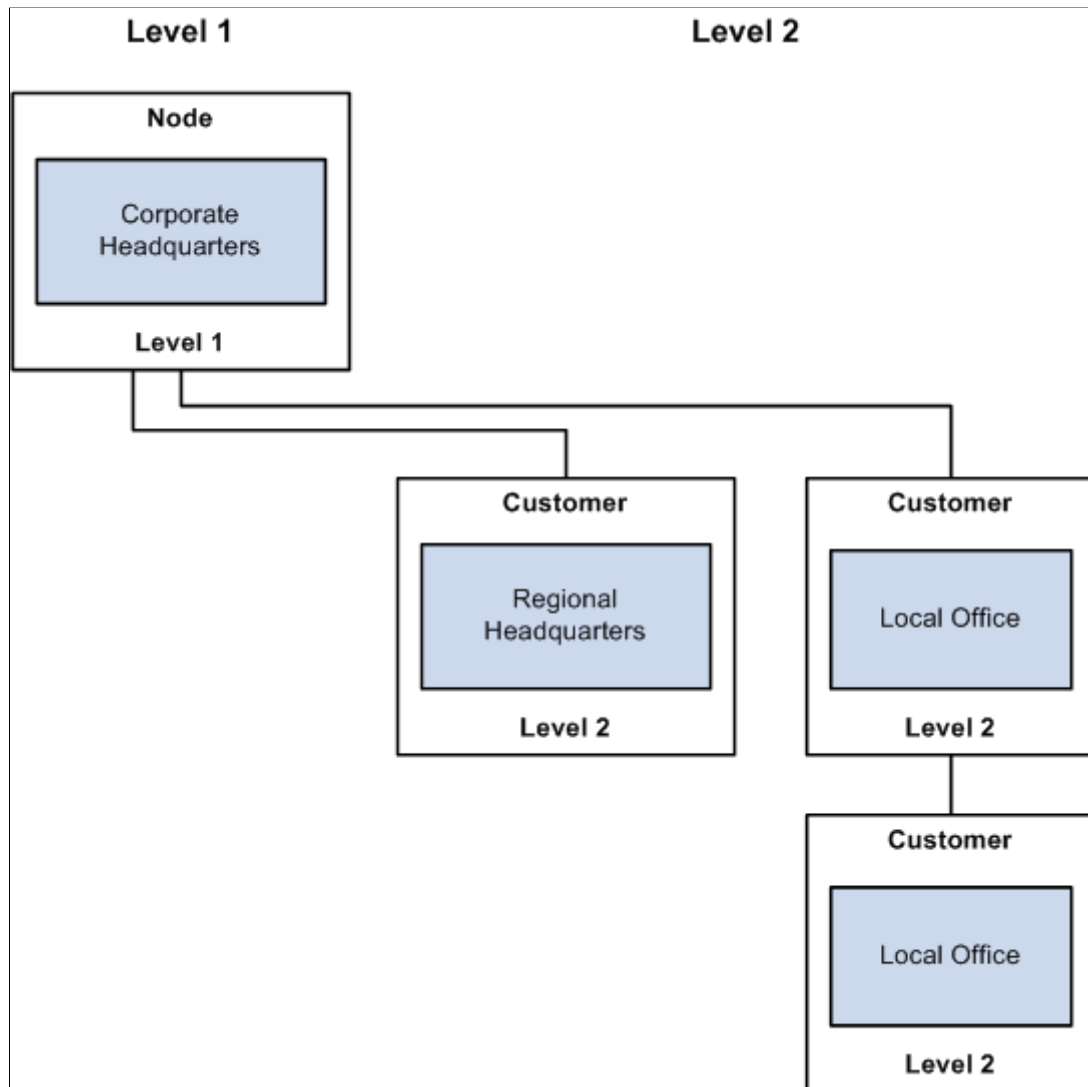 Level 1
Level 2
Node
Corporate
Headquarters
Level 1
Customer
Regional
Headquarters
Level 2
Customer
Local Office
Level 2
Customer
Local Office
Level 2